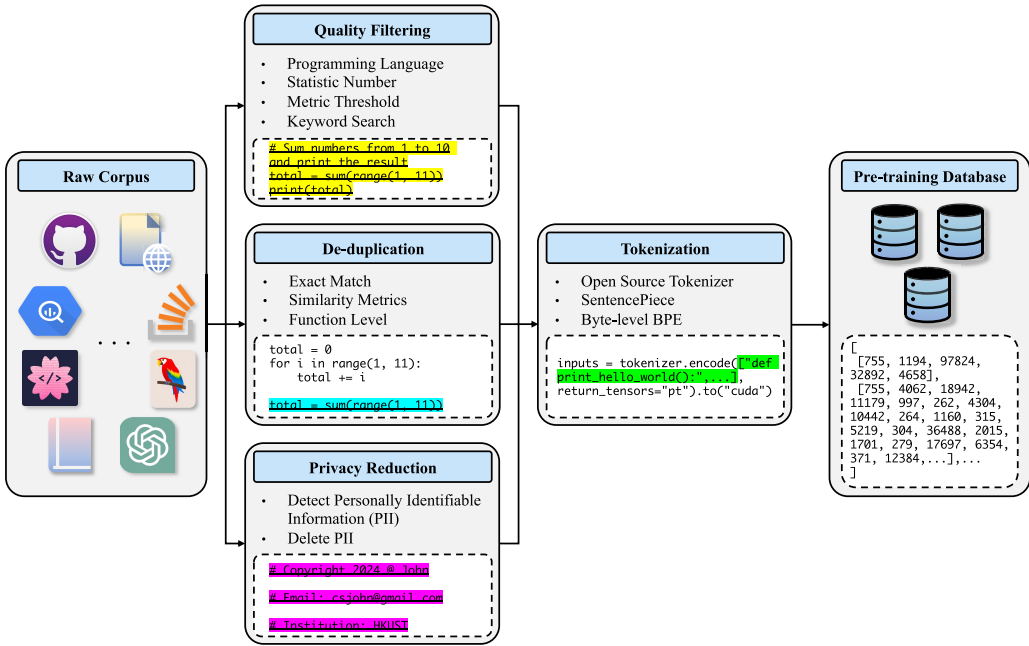 Raw Corpus
. . .
Quality Filtering
• Programming Language
• Statistic Number
• Metric Threshold
• Keyword Search
# Sum numbers from 1 to 10
and print the result
total = sum(range(1, 11))
print(total)
De-duplication
• Exact Match
• Similarity Metrics
• Function Level
total = 0
for i in range(1, 11):
    total += i
total = sum(range(1, 11))
Privacy Reduction
• Detect Personally Identifiable
Information (PII)
• Delete PII
# Copyright 2024 @ John
# Email: csjohn@gmail.com
# Institution: HKUST
Tokenization
• Open Source Tokenizer
• SentencePiece
• Byte-level BPE
inputs = tokenizer.encode(["def
print_hello_world():",...],
return_tensors="pt").to("cuda")
Pre-training Database
[
[755, 1194, 97824,
32892, 4658],
[755, 4062, 18942,
11179, 997, 262, 4304,
10442, 264, 1160, 315,
5219, 304, 36488, 2015,
1701, 279, 17697, 6354,
371, 12384,...],...
]